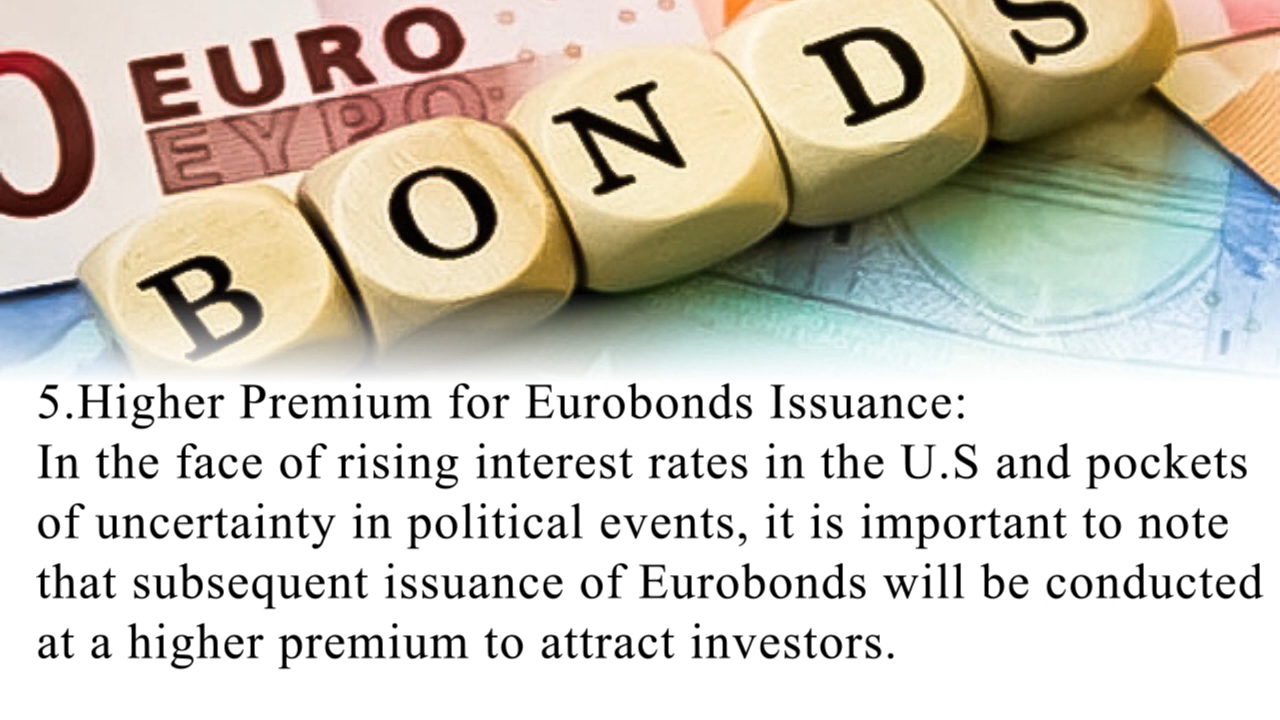 0 EURO
ΕΥΡΩ
BONDS
5.Higher Premium for Eurobonds Issuance:
In the face of rising interest rates in the U.S and pockets
of uncertainty in political events, it is important to note
that subsequent issuance of Eurobonds will be conducted
at a higher premium to attract investors.